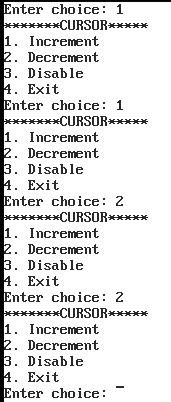 Enter choice: 1
*******CURSOR*****
1. Increment
2. Decrement
3. Disable
4. Exit
Enter choice: 1
*******CURSOR*****
1. Increment
2. Decrement
3. Disable
4. Exit
Enter choice: 2
*******CURSOR*****
1. Increment
2. Decrement
3. Disable
4. Exit
Enter choice: 2
*******CURSOR*****
1. Increment
2. Decrement
3. Disable
4. Exit
Enter choice: